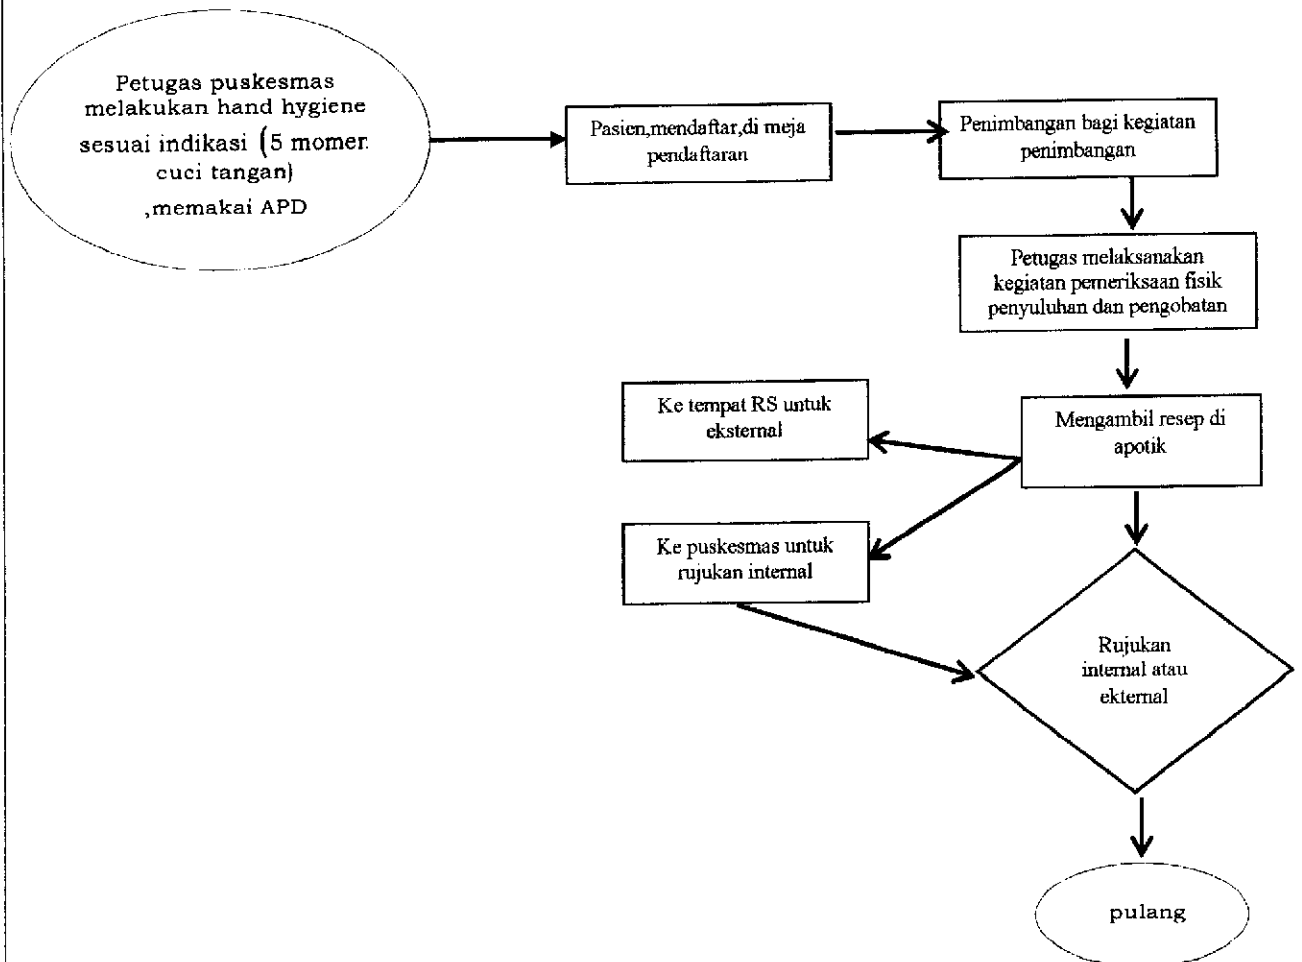 Petugas puskesmas
melakukan hand hygiene
sesuai indikasi (5 momen
cuci tangan)
,memakai APD
Pasien,mendaftar,di meja
pendaftaran
Penimbangan bagi kegiatan
penimbangan
Petugas melaksanakan
kegiatan pemeriksaan fisik
penyuluhan dan pengobatan
Mengambil resep di
apotik
Ke tempat RS untuk
eksternal
Ke puskesmas untuk
rujukan internal
Rujukan
internal atau
ekternal
pulang